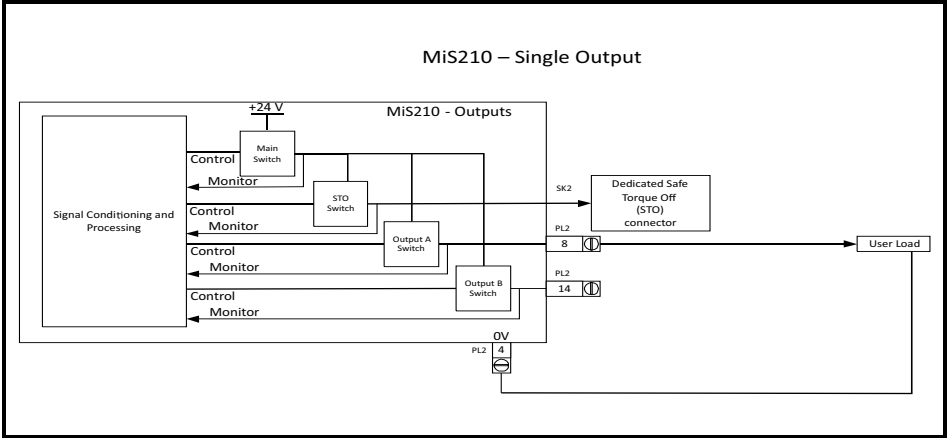 MiS210 – Single Output
+24 V
MiS210 - Outputs
Main
Switch
Control
Monitor
SK2
Dedicated Safe
Torque Off
(STO)
connector
STO
Switch
Control
Signal Conditioning and
Processing
Monitor
PL2
8
User Load
Output A
Switch
Control
Monitor
PL2
14
Output B
Switch
Control
Monitor
0V
PL2
4